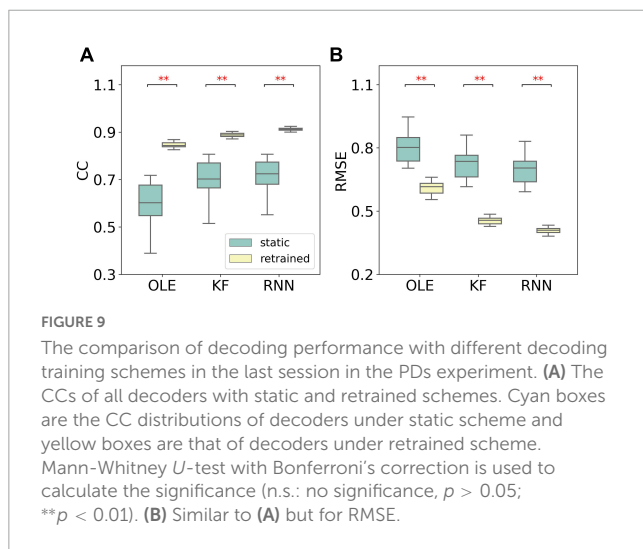 A
B
**
**
**
**
**
**
1.1
0.9
0.7
0.5
0.3
CC
static
retrained
OLE
KF
RNN
1.1
0.8
0.5
0.2
RMSE
OLE
KF
RNN
FIGURE 9
The comparison of decoding performance with different decoding
training schemes in the last session in the PDs experiment. (A) The
CCs of all decoders with static and retrained schemes. Cyan boxes
are the CC distributions of decoders under static scheme and
yellow boxes are that of decoders under retrained scheme.
Mann-Whitney U-test with Bonferroni's correction is used to
calculate the significance (n.s.: no significance, p > 0.05;
**p < 0.01). (B) Similar to (A) but for RMSE.